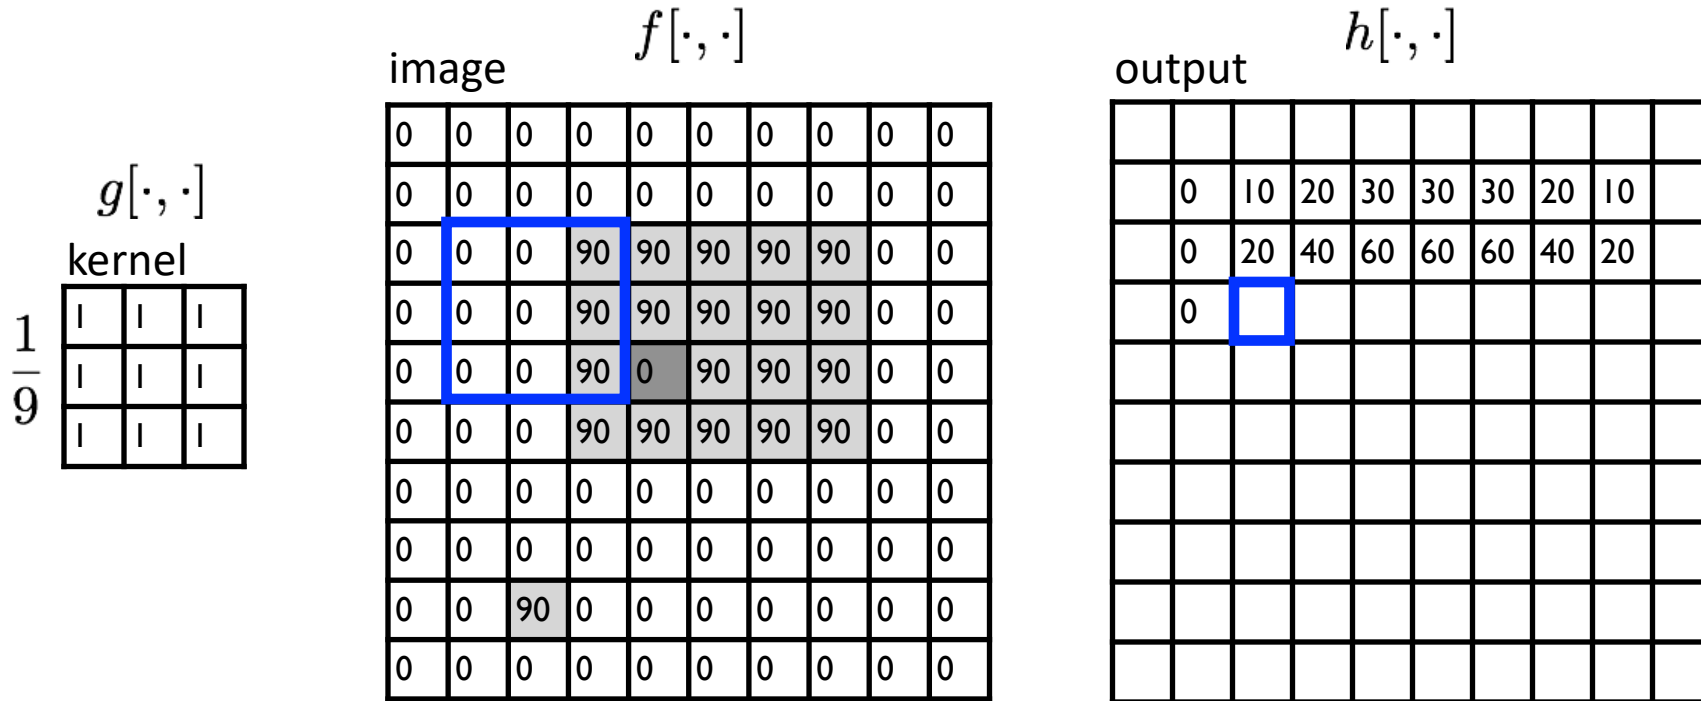 f[·,·]
h[·,·]
image
output
g[·,·]
kernel
1/9
1 1 1
1 1 1
1 1 1
0 0 0 0 0 0 0 0 0 0
0 0 0 0 0 0 0 0 0 0
0 0 0 90 90 90 90 90 0 0
0 0 0 90 90 90 90 90 0 0
0 0 0 90 0 90 90 90 0 0
0 0 0 90 90 90 90 90 0 0
0 0 0 0 0 0 0 0 0 0
0 0 0 0 0 0 0 0 0 0
0 0 90 0 0 0 0 0 0 0
0 0 0 0 0 0 0 0 0 0
0 10 20 30 30 30 20 10
0 20 40 60 60 60 40 20
0